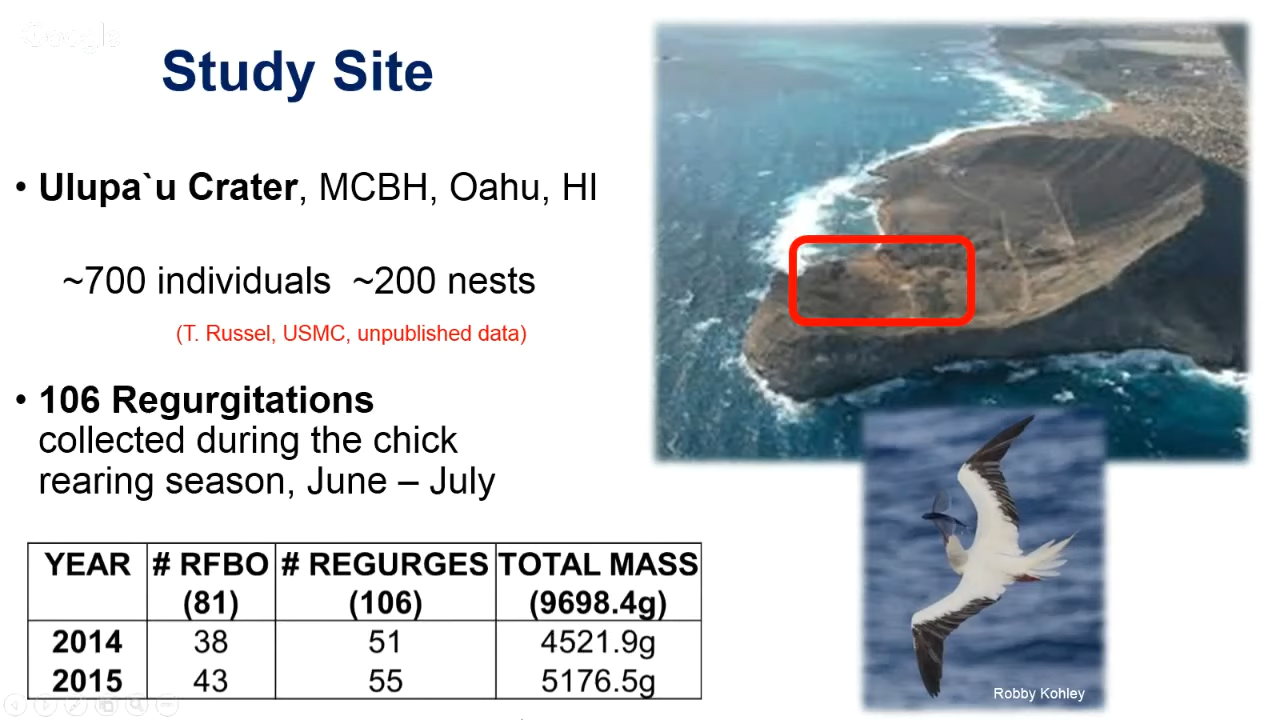 Google
Study Site
• Ulupa`u Crater, MCBH, Oahu, HI
~700 individuals ~200 nests
(T. Russel, USMC, unpublished data)
• 106 Regurgitations
collected during the chick
rearing season, June – July
YEAR # RFBO # REGURGES TOTAL MASS
(81) (106) (9698.4g)
2014 38 51 4521.9g
2015 43 55 5176.5g
Robby Kohley